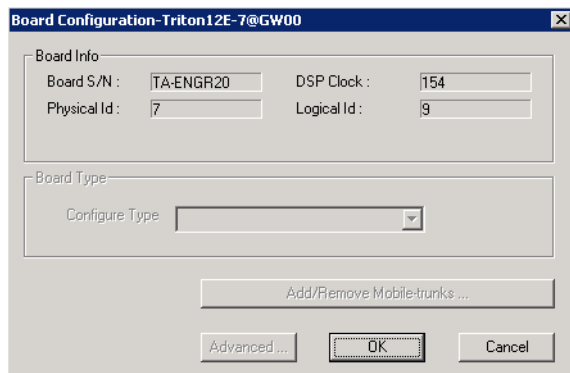 Board Configuration-Triton12E-7@GW00
Board Info
Board S/N : TA-ENGR20 DSP Clock : 154
Physical Id : 7 Logical Id : 9
Board Type
Configure Type
Add/Remove Mobile-trunks ...
Advanced ... OK Cancel